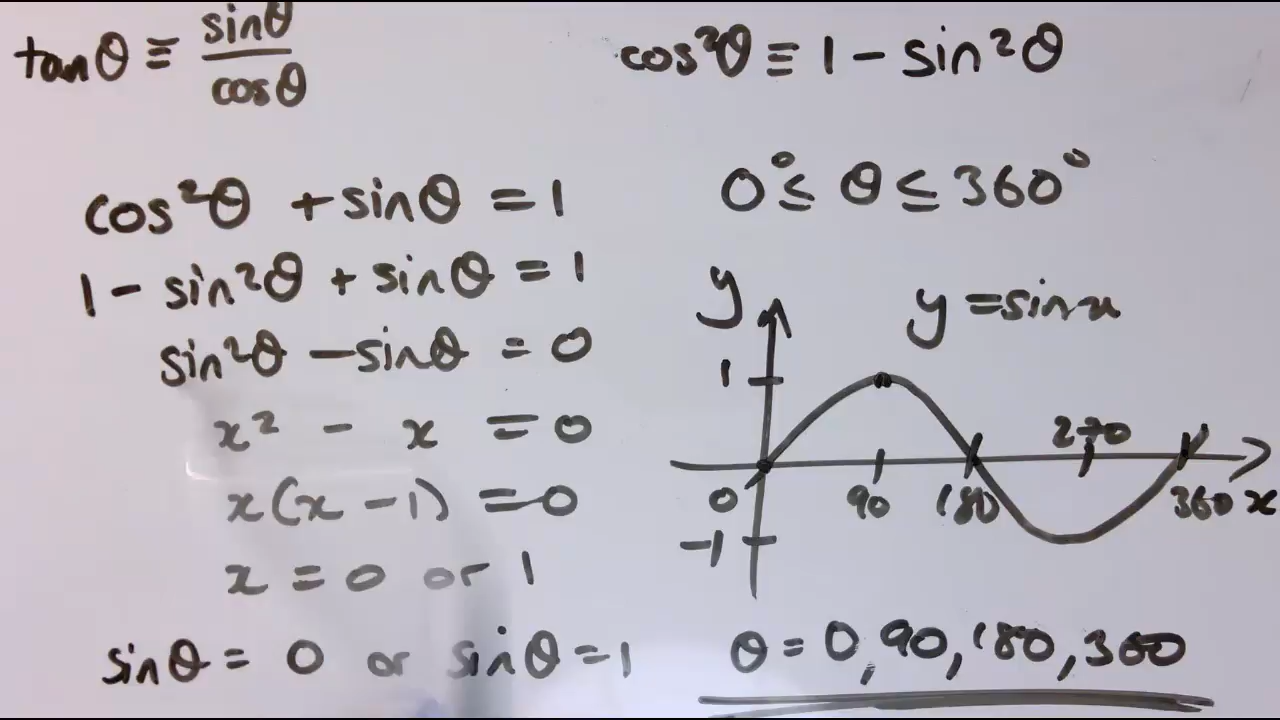 tanθ ≡ sinθ/cosθ
cos²θ ≡ 1 - sin²θ
cos²θ + sinθ = 1
1 - sin²θ + sinθ = 1
sin²θ - sinθ = 0
x² - x = 0
x(x - 1) = 0
x = 0 or 1
sinθ = 0 or sinθ = 1
0° ≤ θ ≤ 360°
y
y = sinx
1
270
0 90 180 360 x
-1
θ = 0, 90, 180, 360